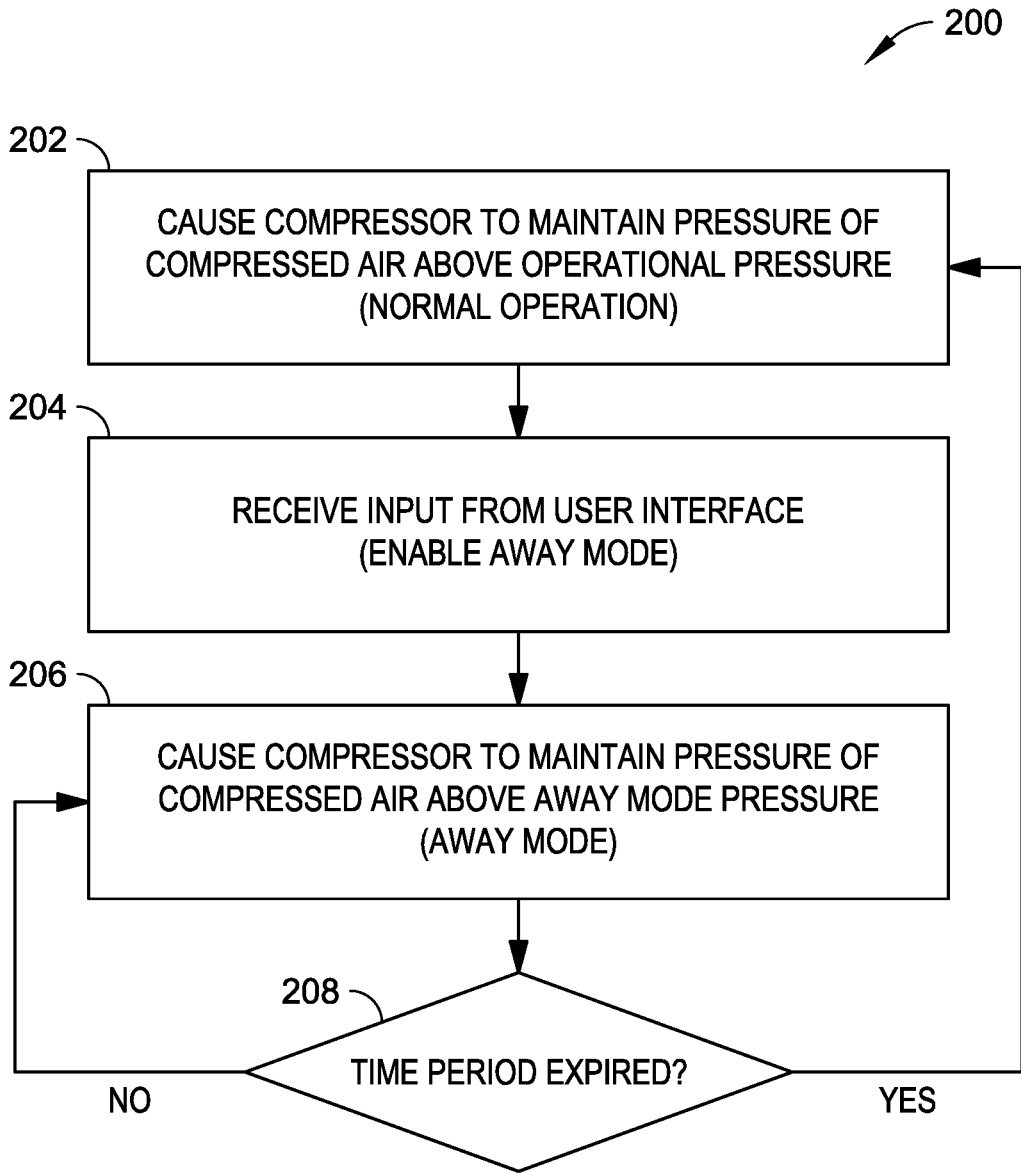 200
202
CAUSE COMPRESSOR TO MAINTAIN PRESSURE OF
COMPRESSED AIR ABOVE OPERATIONAL PRESSURE
(NORMAL OPERATION)
204
RECEIVE INPUT FROM USER INTERFACE
(ENABLE AWAY MODE)
206
CAUSE COMPRESSOR TO MAINTAIN PRESSURE OF
COMPRESSED AIR ABOVE AWAY MODE PRESSURE
(AWAY MODE)
208
TIME PERIOD EXPIRED?
NO
YES